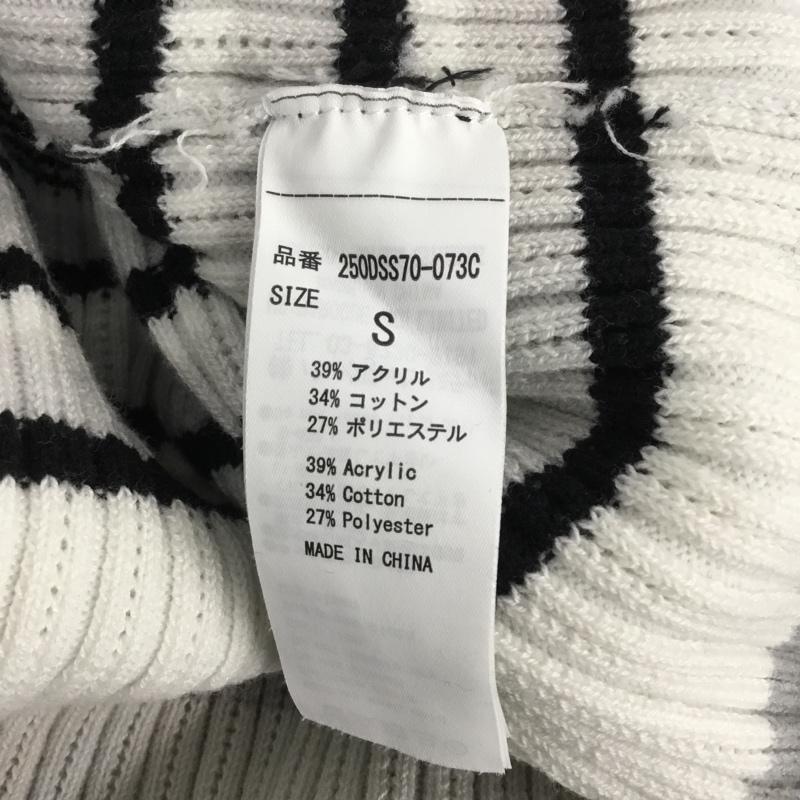 品番 250DSS70-073C
SIZE
S
39% アクリル
34% コットン
27% ポリエステル
39% Acrylic
34% Cotton
27% Polyester
MADE IN CHINA